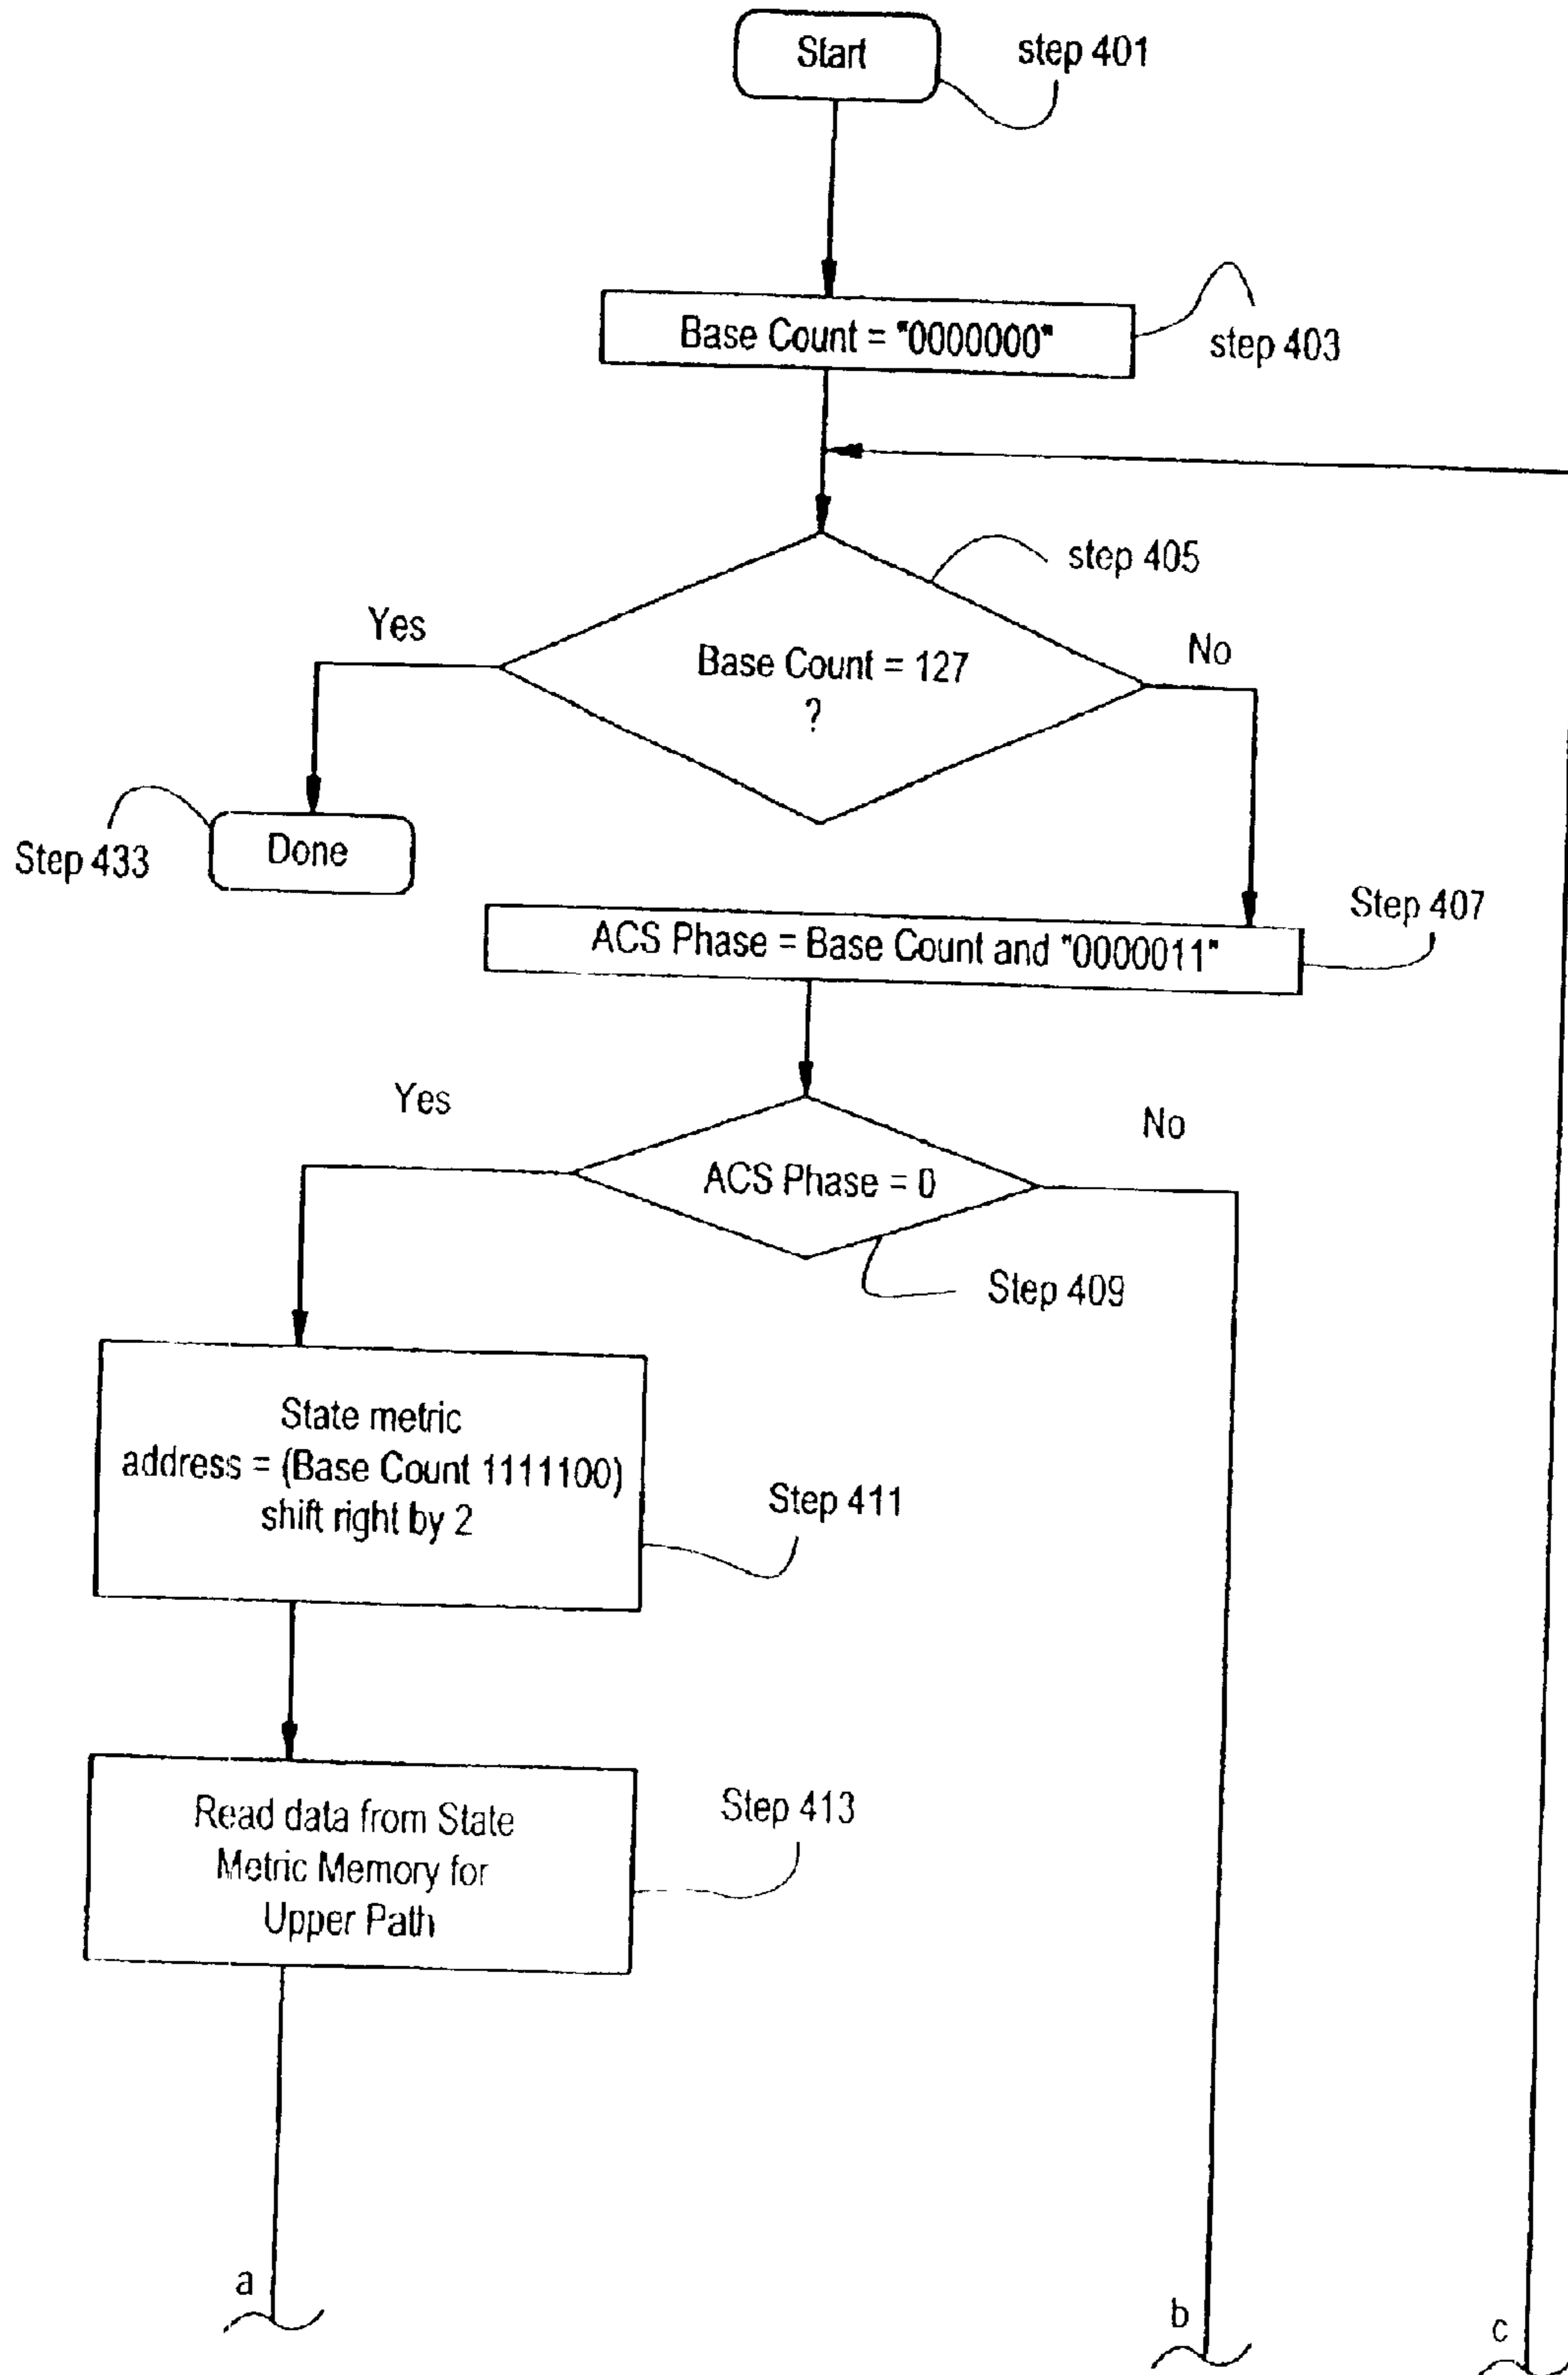 Start
step 401
Base Count = "0000000"
step 403
step 405
Yes
No
Base Count = 127
?
Step 433
Done
Step 407
ACS Phase = Base Count and "0000011"
Yes
No
ACS Phase = 0
Step 409
State metric
address = (Base Count 1111100)
shift right by 2
Step 411
Read data from State
Metric Memory for
Upper Path
Step 413
a
b
c